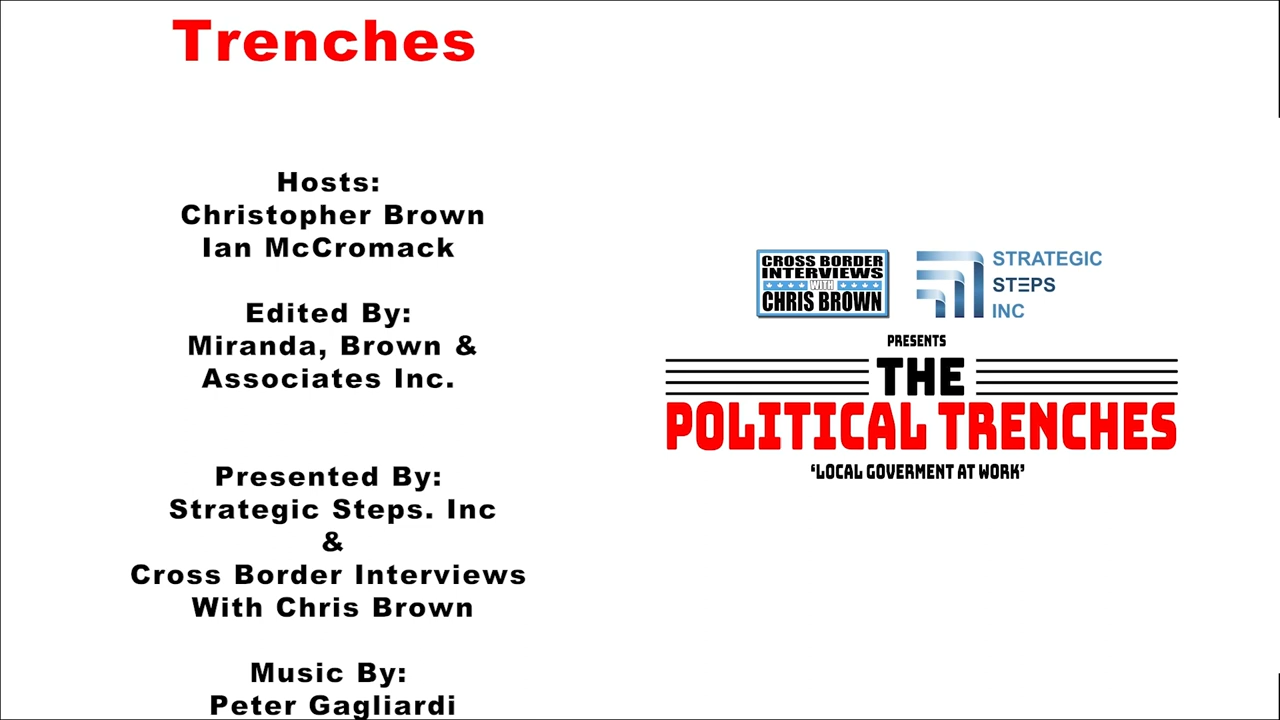 Trenches
Hosts:
Christopher Brown
Ian McCromack
Edited By:
Miranda, Brown &
Associates Inc.
Presented By:
Strategic Steps. Inc
&
Cross Border Interviews
With Chris Brown
Music By:
Peter Gagliardi
CROSS BORDER
INTERVIEWS
WITH
CHRIS BROWN
STRATEGIC
STEPS
INC
PRESENTS
THE
POLITICAL TRENCHES
‘LOCAL GOVERMENT AT WORK’